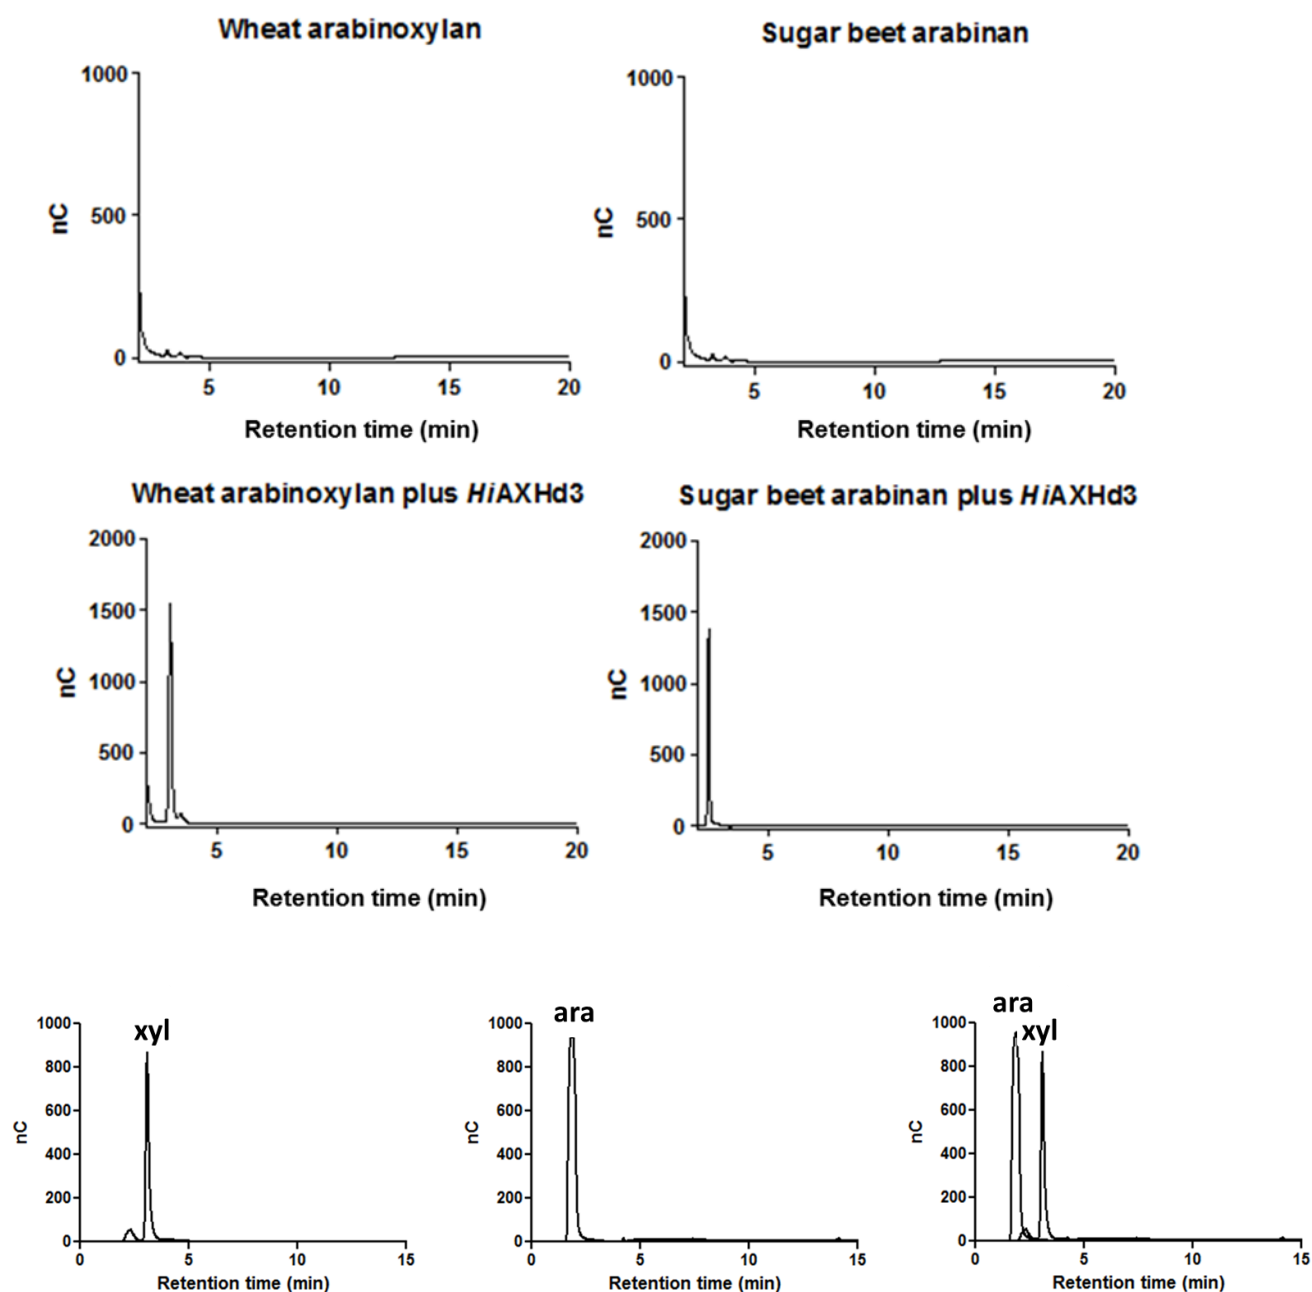 Wheat arabinoxylan
Sugar beet arabinan
1000
500
0
nC
5 10 15 20
Retention time (min)
1000
500
0
nC
5 10 15 20
Retention time (min)
Wheat arabinoxylan plus HiAXHd3
Sugar beet arabinan plus HiAXHd3
2000
1500
1000
500
0
nC
5 10 15 20
Retention time (min)
2000
1500
1000
500
0
nC
5 10 15 20
Retention time (min)
xyl
1000
800
600
400
200
0
nC
0 5 10 15
Retention time (min)
ara
1000
800
600
400
200
0
nC
0 5 10 15
Retention time (min)
ara
xyl
1000
800
600
400
200
0
nC
0 5 10 15
Retention time (min)